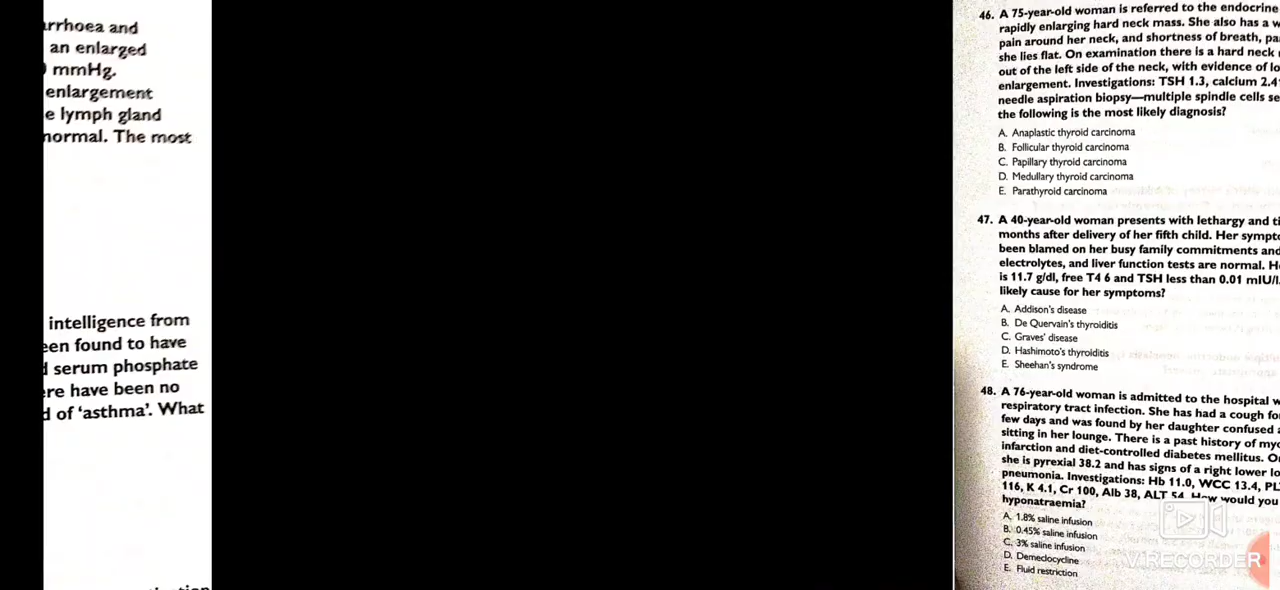 rrhoea and
an enlarged
mmHg.
enlargement
e lymph gland
normal. The most
intelligence from
een found to have
serum phosphate
ere have been no
d of 'asthma'. What
46. A 75-year-old woman is referred to the endocrine
rapidly enlarging hard neck mass. She also has a w
pain around her neck, and shortness of breath, pa
she lies flat. On examination there is a hard neck
out of the left side of the neck, with evidence of lo
enlargement. Investigations: TSH 1.3, calcium 2.4
needle aspiration biopsy—multiple spindle cells se
the following is the most likely diagnosis?
A. Anaplastic thyroid carcinoma
B. Follicular thyroid carcinoma
C. Papillary thyroid carcinoma
D. Medullary thyroid carcinoma
E. Parathyroid carcinoma
47. A 40-year-old woman presents with lethargy and ti
months after delivery of her fifth child. Her sympto
been blamed on her busy family commitments and
electrolytes, and liver function tests are normal. H
is 11.7 g/dl, free T4 6 and TSH less than 0.01 mIU/l.
likely cause for her symptoms?
A. Addison's disease
B. De Quervain's thyroiditis
C. Graves' disease
D. Hashimoto's thyroiditis
E. Sheehan's syndrome
48. A 76-year-old woman is admitted to the hospital w
respiratory tract infection. She has had a cough fo
few days and was found by her daughter confused a
sitting in her lounge. There is a past history of myo
infarction and diet-controlled diabetes mellitus. O
she is pyrexial 38.2 and has signs of a right lower lo
pneumonia. Investigations: Hb 11.0, WCC 13.4, PL
116, K 4.1, Cr 100, Alb 38, ALT 54. How would you
hyponatraemia?
A. 1.8% saline infusion
B. 0.45% saline infusion
C. 3% saline infusion
D. Demedocycline
E. Fluid restriction
V RECORDER